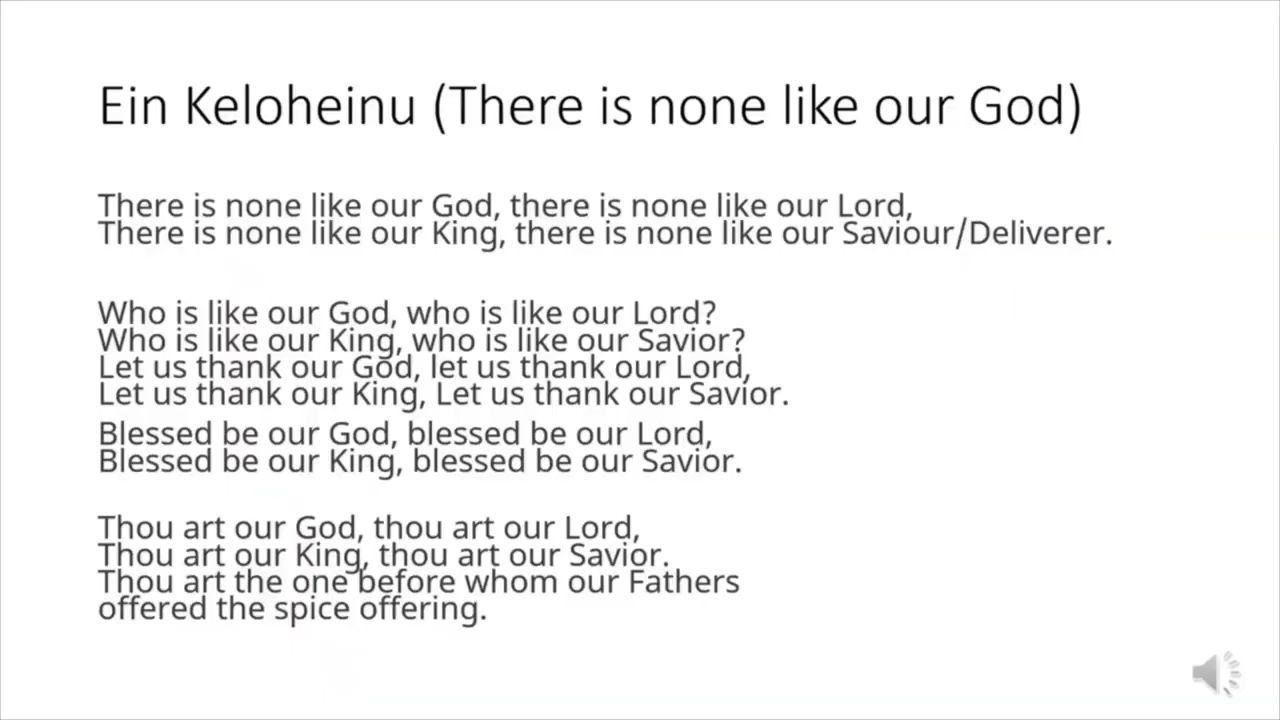 Ein Keloheinu (There is none like our God)
There is none like our God, there is none like our Lord,
There is none like our King, there is none like our Saviour/Deliverer.
Who is like our God, who is like our Lord?
Who is like our King, who is like our Savior?
Let us thank our God, let us thank our Lord,
Let us thank our King, Let us thank our Savior.
Blessed be our God, blessed be our Lord,
Blessed be our King, blessed be our Savior.
Thou art our God, thou art our Lord,
Thou art our King, thou art our Savior.
Thou art the one before whom our Fathers
offered the spice offering.